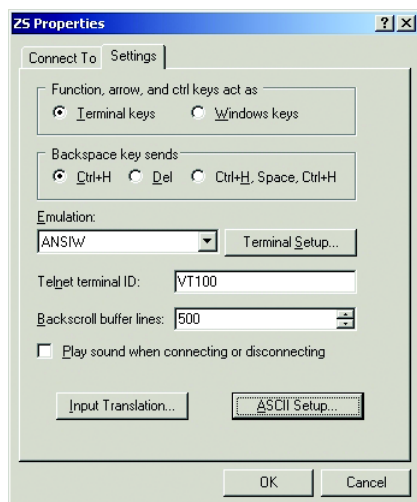 ZS Properties
Connect To Settings
Function, arrow, and ctrl keys act as
Terminal keys Windows keys
Backspace key sends
Ctrl+H Del Ctrl+H, Space, Ctrl+H
Emulation:
ANSIW Terminal Setup...
Telnet terminal ID: VT100
Backscroll buffer lines: 500
Play sound when connecting or disconnecting
Input Translation... ASCII Setup...
OK Cancel